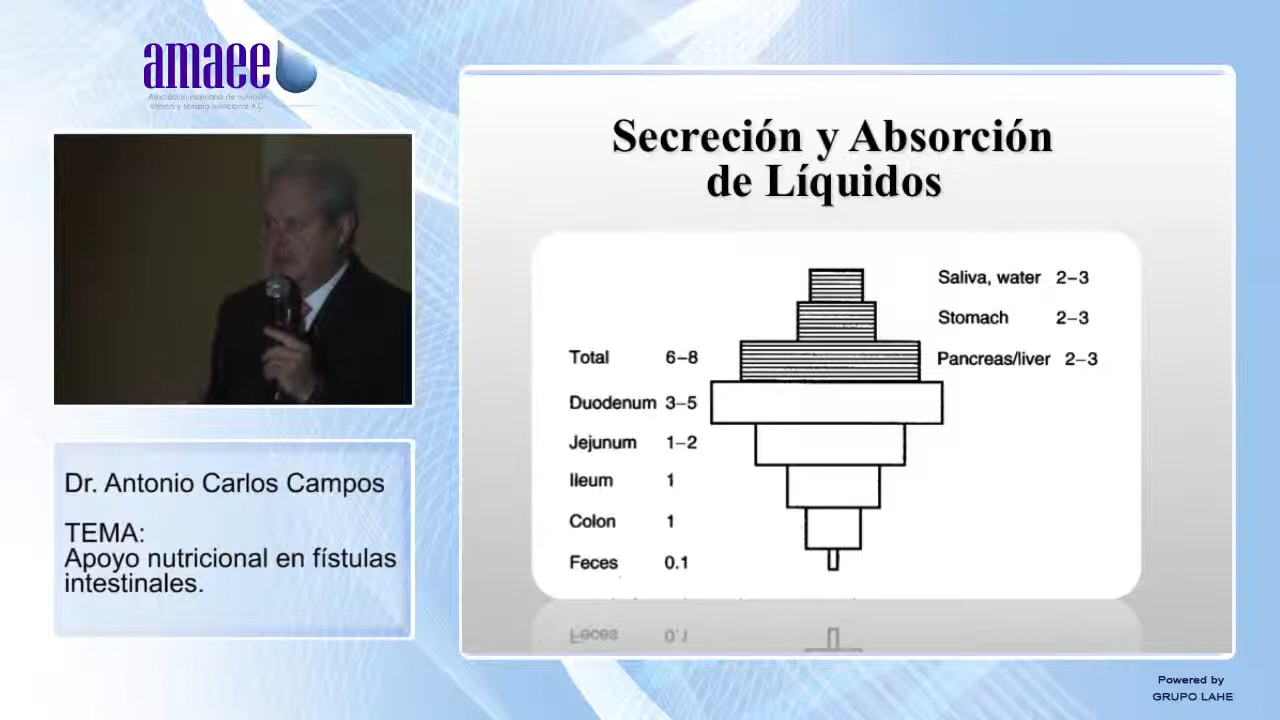 amaee
Asociación mexicana de nutrición
clínica y terapia nutricional A.C.
Dr. Antonio Carlos Campos
TEMA:
Apoyo nutricional en fístulas
intestinales.
Secreción y Absorción
de Líquidos
Saliva, water 2–3
Stomach 2–3
Total 6–8
Pancreas/liver 2–3
Duodenum 3–5
Jejunum 1–2
Ileum 1
Colon 1
Feces 0.1
Powered by
GRUPO LAHE